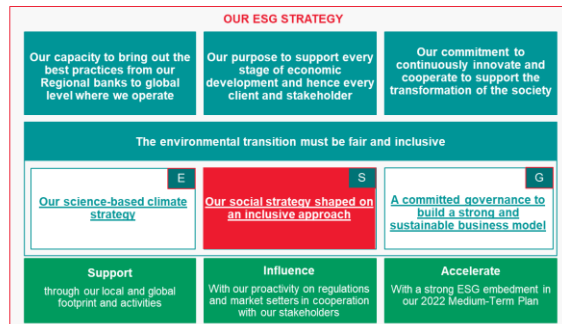 OUR ESG STRATEGY
Our capacity to bring out the
best practices from our
Regional banks to global
level where we operate
Our purpose to support every
stage of economic
development and hence every
client and stakeholder
Our commitment to
continuously innovate and
cooperate to support the
transformation of the society
The environmental transition must be fair and inclusive
E
Our science-based climate
strategy
S
Our social strategy shaped on
an inclusive approach
G
A committed governance to
build a strong and
sustainable business model
Support
through our local and global
footprint and activities
Influence
With our proactivity on regulations
and market setters in cooperation
with our stakeholders
Accelerate
With a strong ESG embedment in
our 2022 Medium-Term Plan